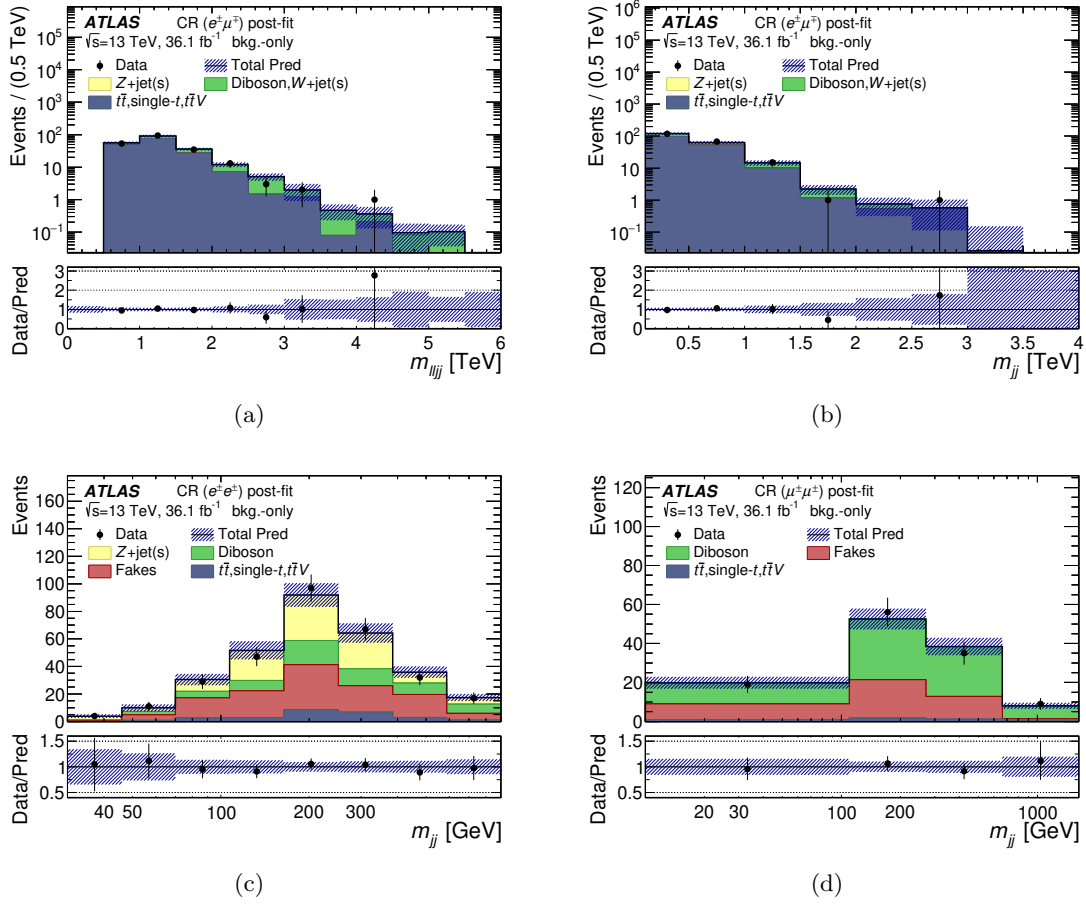 ATLAS CR (e±μ∓) post-fit
√s=13 TeV, 36.1 fb⁻¹ bkg.-only
Data Total Pred
Z+jet(s) Diboson,W+jet(s)
tt̄,single-t,tt̄V
Events / (0.5 TeV)
10⁵
10⁴
10³
10²
10
1
10⁻¹
Data/Pred
3
2
1
0
0 1 2 3 4 5 6
m_lljj [TeV]
(a)
ATLAS CR (e±μ∓) post-fit
√s=13 TeV, 36.1 fb⁻¹ bkg.-only
Data Total Pred
Z+jet(s) Diboson,W+jet(s)
tt̄,single-t,tt̄V
Events / (0.5 TeV)
10⁶
10⁵
10⁴
10³
10²
10
1
10⁻¹
Data/Pred
3
2
1
0
0.5 1 1.5 2 2.5 3 3.5 4
m_jj [TeV]
(b)
ATLAS CR (e±e±) post-fit
√s=13 TeV, 36.1 fb⁻¹ bkg.-only
Data Total Pred
Z+jet(s) Diboson
Fakes tt̄,single-t,tt̄V
Events
160
140
120
100
80
60
40
20
0
Data/Pred
1.5
1
0.5
40 50 100 200 300
m_jj [GeV]
(c)
ATLAS CR (μ±μ±) post-fit
√s=13 TeV, 36.1 fb⁻¹ bkg.-only
Data Total Pred
Diboson Fakes
tt̄,single-t,tt̄V
Events
120
100
80
60
40
20
0
Data/Pred
1.5
1
0.5
20 30 100 200 1000
m_jj [GeV]
(d)